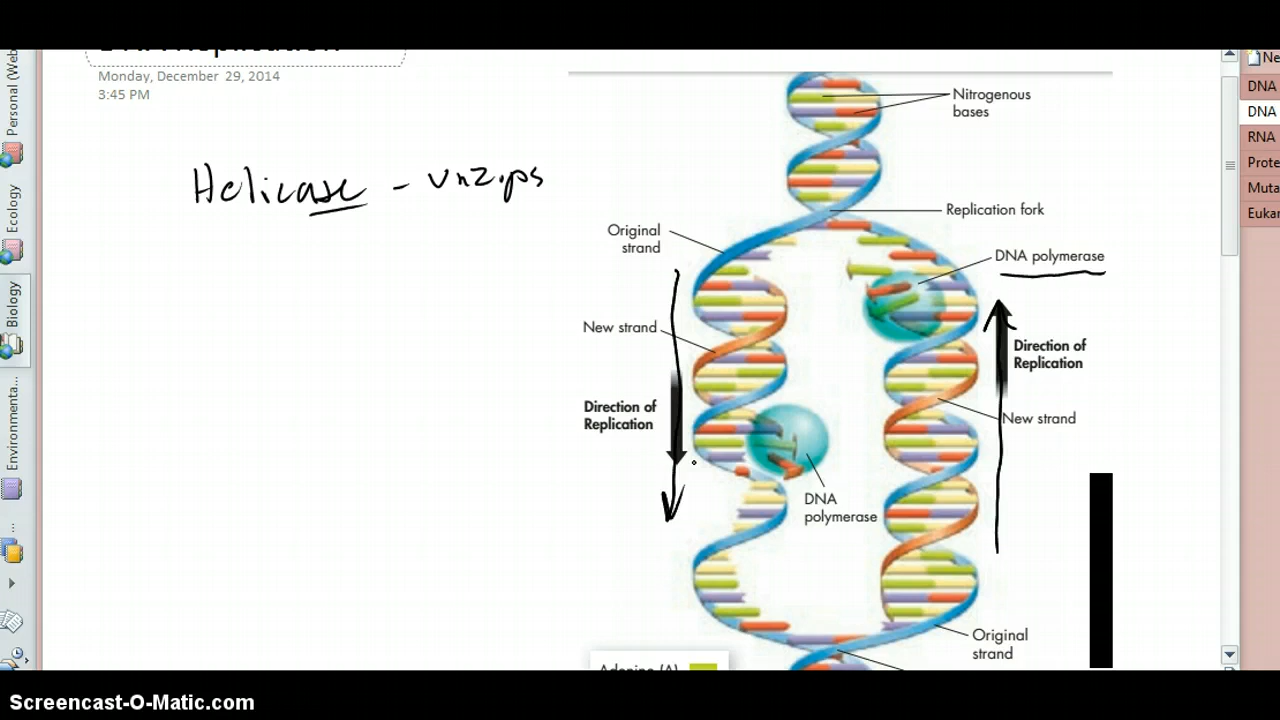 Monday, December 29, 2014
3:45 PM
Helicase - unzips
Nitrogenous
bases
Replication fork
Original
strand
DNA polymerase
New strand
Direction of
Replication
Direction of
Replication
New strand
DNA
polymerase
Original
strand
Adenine (A)
Personal (Web
Ecology
Biology
Environmenta...
...
Ne
DNA
DNA
RNA
Prote
Muta
Eukar
Screencast-O-Matic.com